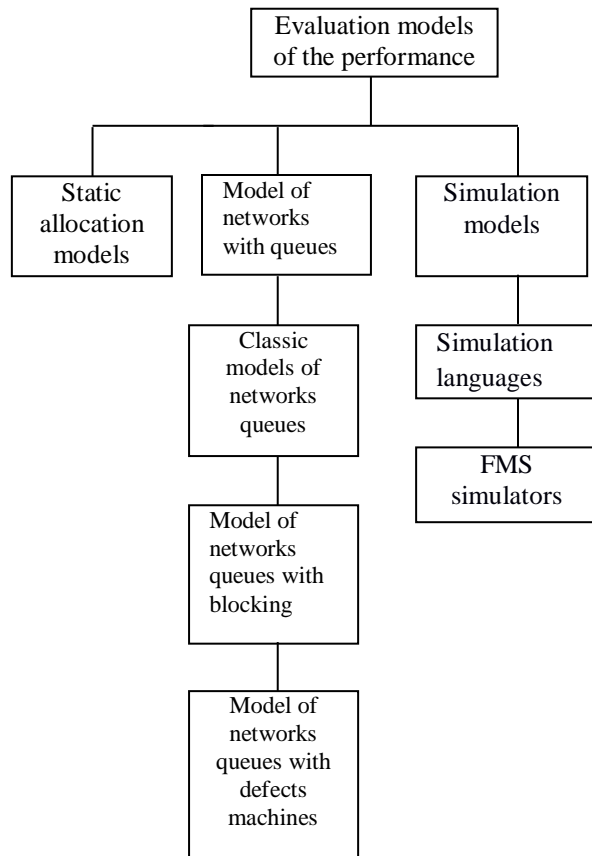 Evaluation models
of the performance
Static
allocation
models
Model of
networks
with queues
Simulation
models
Classic
models of
networks
queues
Simulation
languages
FMS
simulators
Model of
networks
queues with
blocking
Model of
networks
queues with
defects
machines